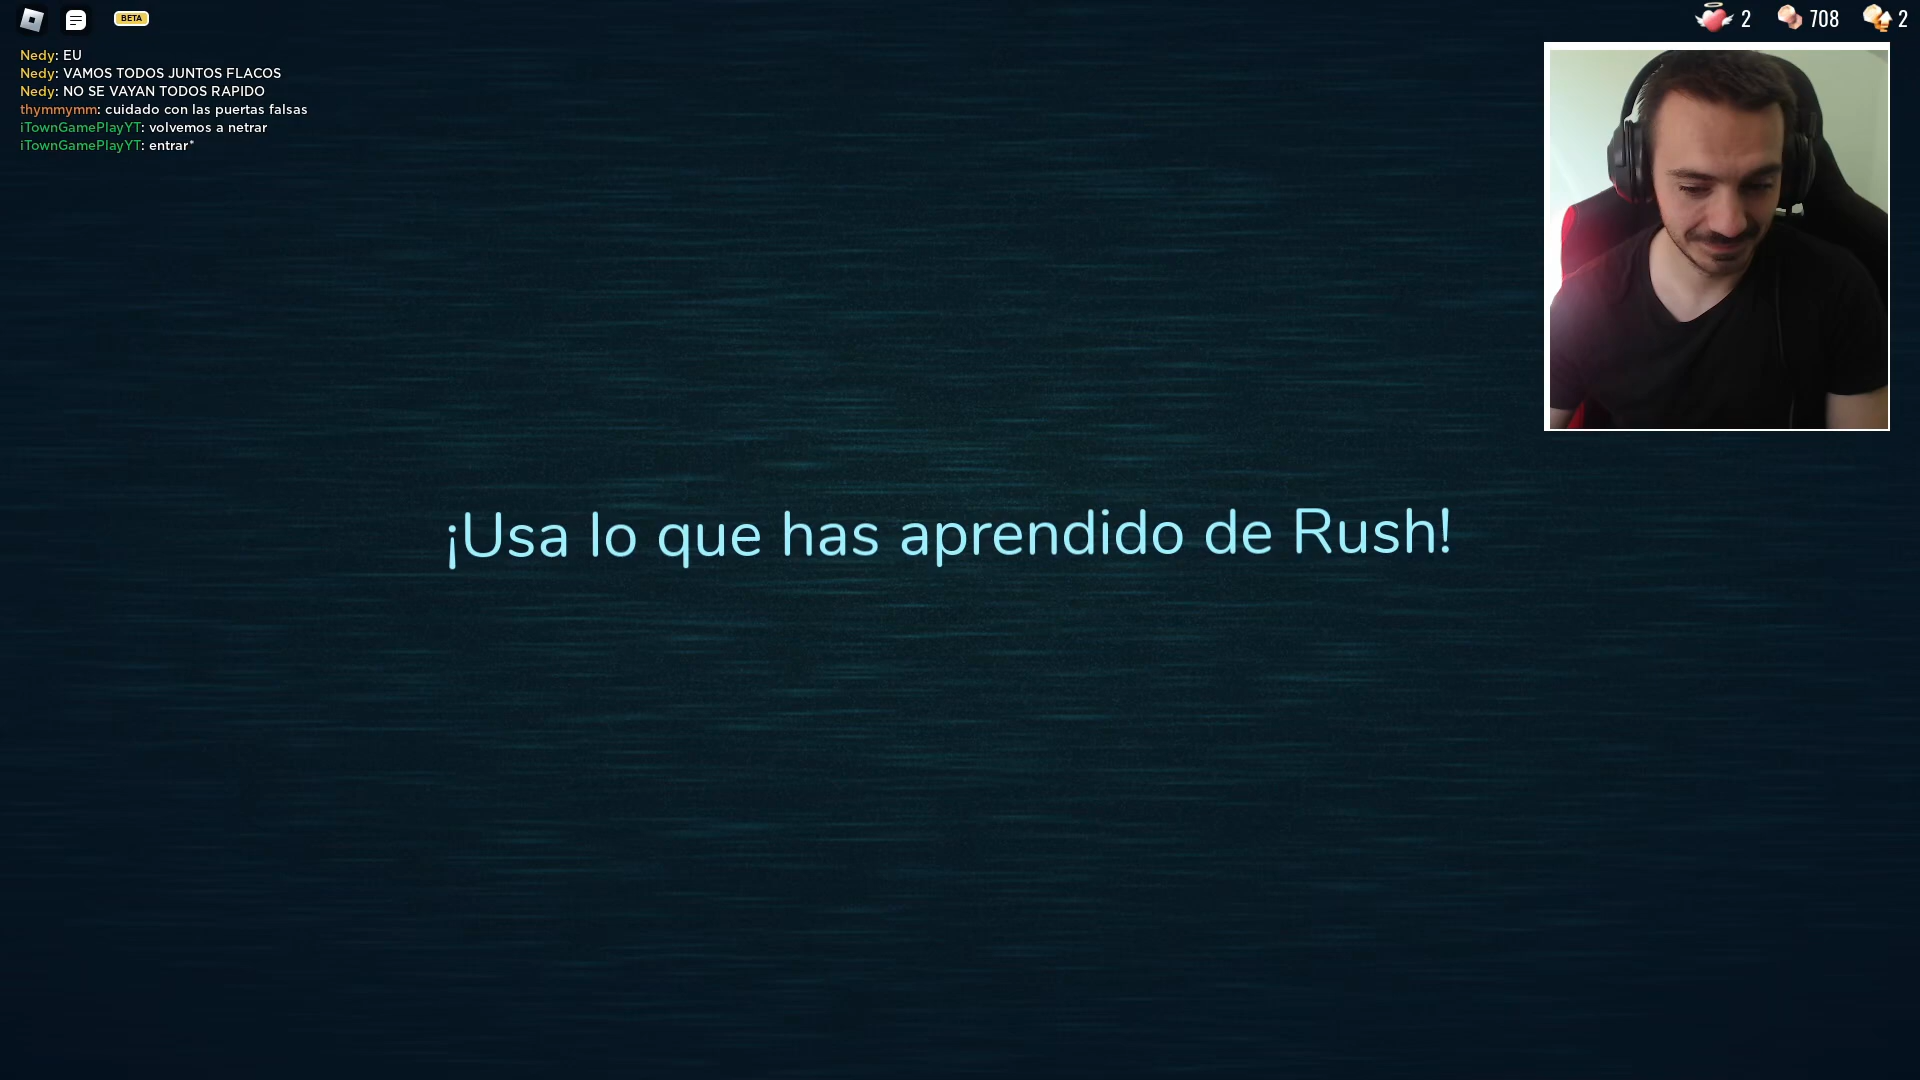 BETA
2
708
2
Nedy: EU
Nedy: VAMOS TODOS JUNTOS FLACOS
Nedy: NO SE VAYAN TODOS RAPIDO
thymmymm: cuidado con las puertas falsas
iTownGamePlayYT: volvemos a netrar
iTownGamePlayYT: entrar*
¡Usa lo que has aprendido de Rush!